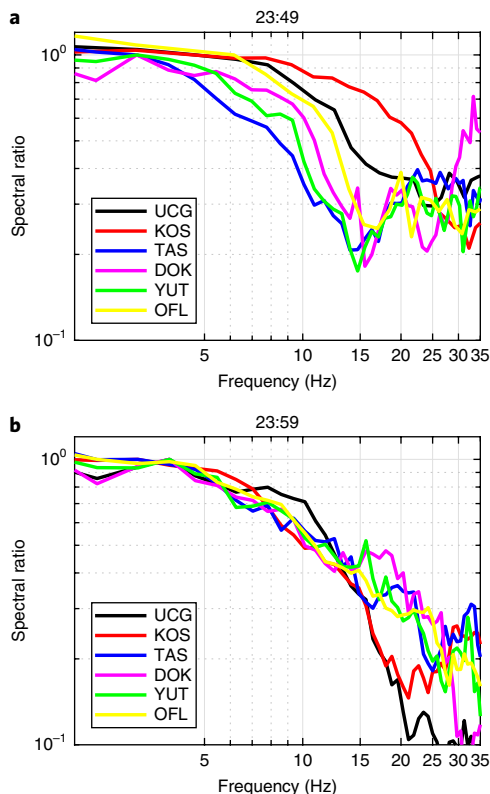 a
23:49
10⁰
Spectral ratio
UCG
KOS
TAS
DOK
YUT
OFL
10⁻¹
5 10 15 20 25 30 35
Frequency (Hz)
b
23:59
10⁰
Spectral ratio
UCG
KOS
TAS
DOK
YUT
OFL
10⁻¹
5 10 15 20 25 30 35
Frequency (Hz)